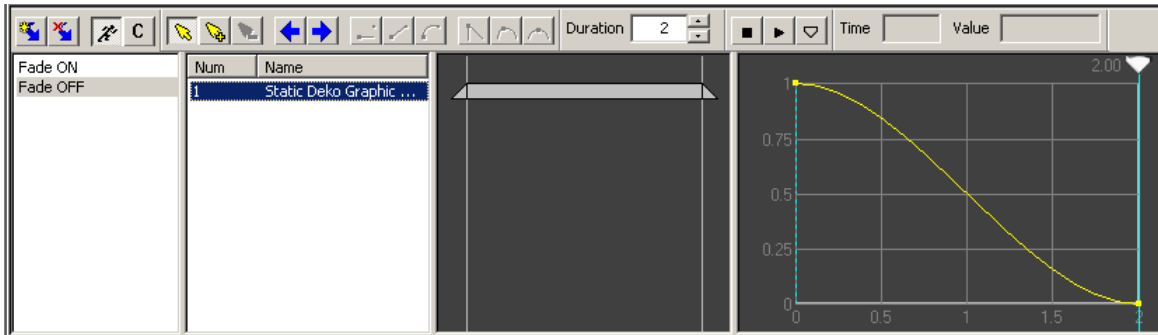 C Duration 2 Time Value
Fade ON
Fade OFF
Num Name
1 Static Deko Graphic ...
2.00
1
0.75
0.5
0.25
0
0 0.5 1 1.5 2